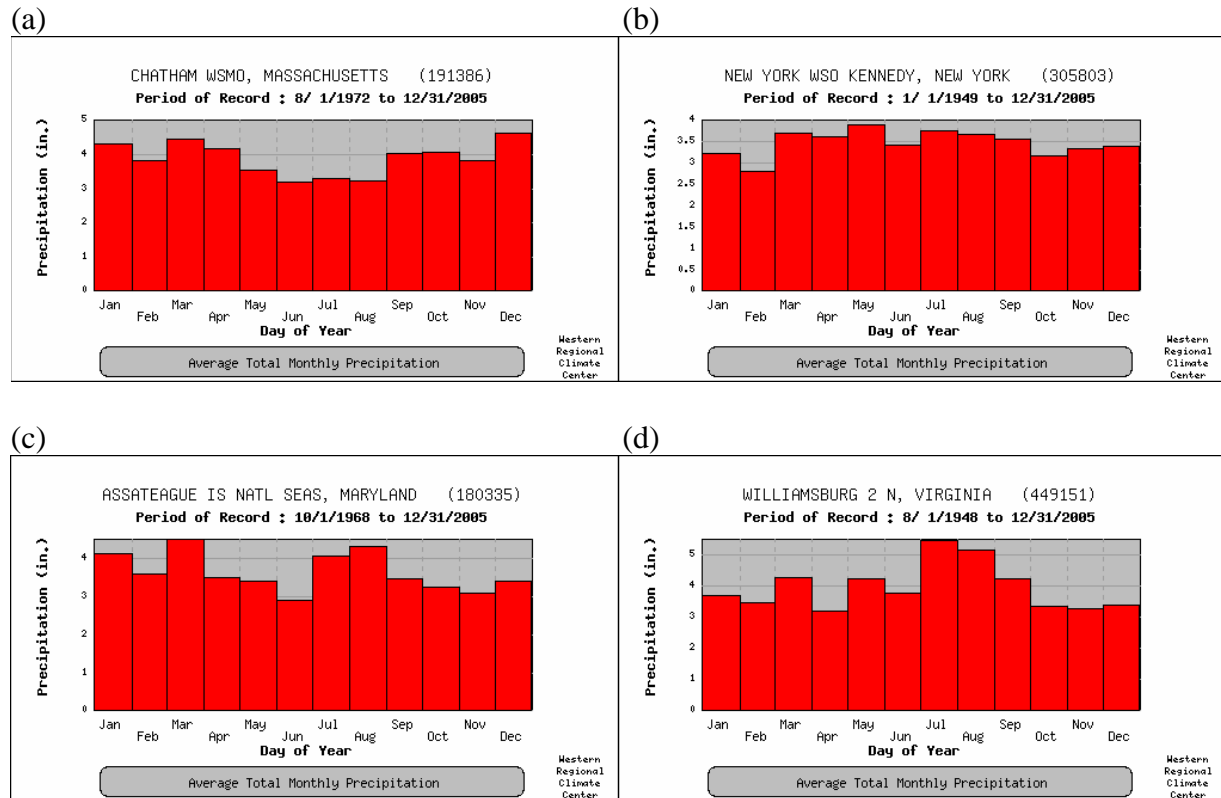 (a)
CHATHAM WSMO, MASSACHUSETTS (191386)
Period of Record : 8/ 1/1972 to 12/31/2005
Precipitation (in.)
5
4
3
2
1
0
Jan Mar May Jul Sep Nov
Feb Apr Jun Aug Oct Dec
Day of Year
Average Total Monthly Precipitation
Western
Regional
Climate
Center
(b)
NEW YORK WSO KENNEDY, NEW YORK (305803)
Period of Record : 1/ 1/1949 to 12/31/2005
Precipitation (in.)
4
3.5
3
2.5
2
1.5
1
0.5
0
Jan Mar May Jul Sep Nov
Feb Apr Jun Aug Oct Dec
Day of Year
Average Total Monthly Precipitation
Western
Regional
Climate
Center
(c)
ASSATEAGUE IS NATL SEAS, MARYLAND (180335)
Period of Record : 10/1/1968 to 12/31/2005
Precipitation (in.)
4
3
2
1
0
Jan Mar May Jul Sep Nov
Feb Apr Jun Aug Oct Dec
Day of Year
Average Total Monthly Precipitation
Western
Regional
Climate
Center
(d)
WILLIAMSBURG 2 N, VIRGINIA (449151)
Period of Record : 8/ 1/1948 to 12/31/2005
Precipitation (in.)
5
4
3
2
1
0
Jan Mar May Jul Sep Nov
Feb Apr Jun Aug Oct Dec
Day of Year
Average Total Monthly Precipitation
Western
Regional
Climate
Center